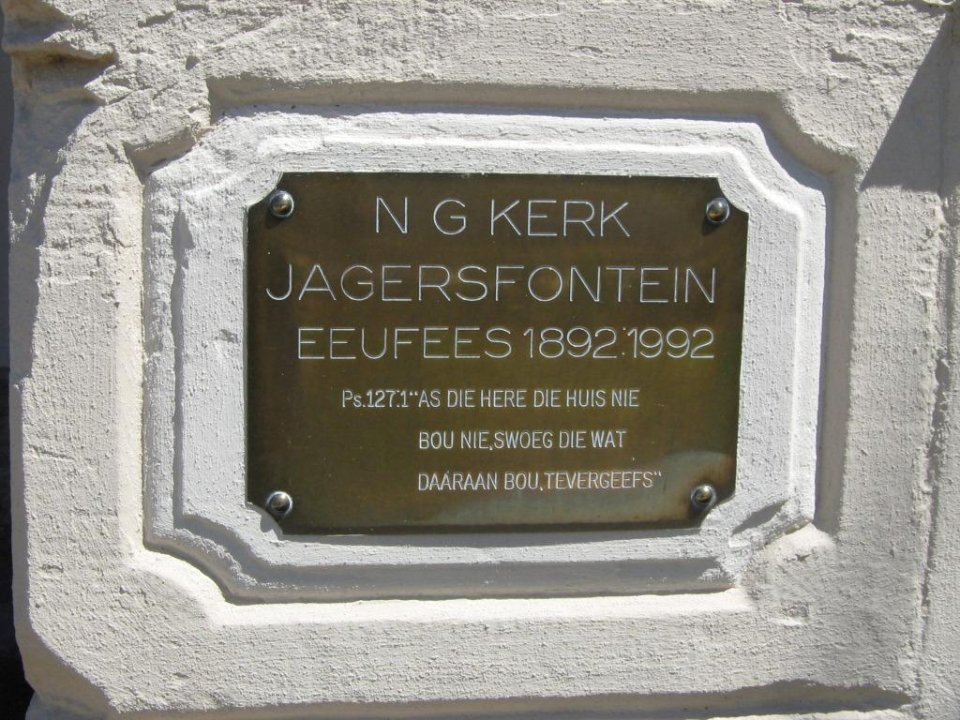 N G KERK
JAGERSFONTEIN
EEUFEES 1892:1992
Ps.127:1 "AS DIE HERE DIE HUIS NIE
BOU NIE, SWOEG DIE WAT
DAARAAN BOU, TEVERGEEFS"